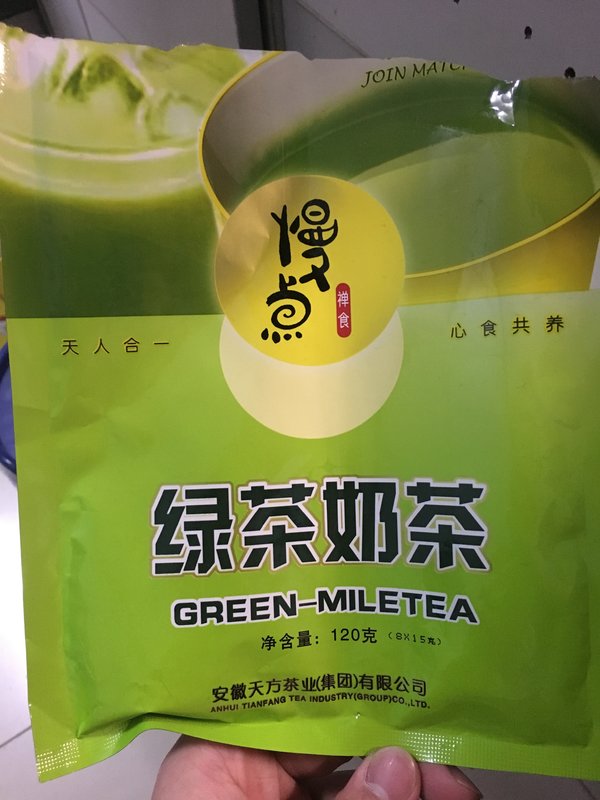 JOIN
慢点
禅食
天人合一
心食共养
绿茶奶茶
GREEN-MILETEA
净含量：120克（8X15克）
安徽天方茶业(集团)有限公司
ANHUI TIANFANG TEA INDUSTRY(GROUP)CO.,LTD.